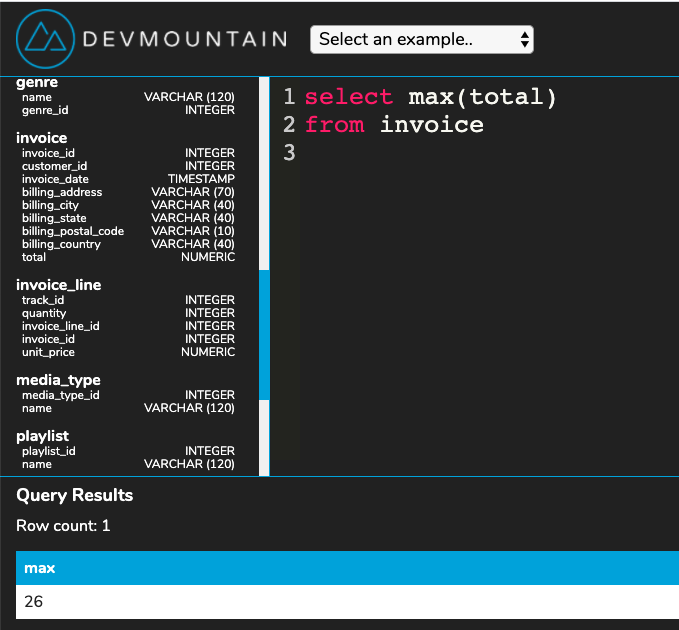 DEVMOUNTAIN
Select an example..
genre
name VARCHAR (120)
genre_id INTEGER
invoice
invoice_id INTEGER
customer_id INTEGER
invoice_date TIMESTAMP
billing_address VARCHAR (70)
billing_city VARCHAR (40)
billing_state VARCHAR (40)
billing_postal_code VARCHAR (10)
billing_country VARCHAR (40)
total NUMERIC
invoice_line
track_id INTEGER
quantity INTEGER
invoice_line_id INTEGER
invoice_id INTEGER
unit_price NUMERIC
media_type
media_type_id INTEGER
name VARCHAR (120)
playlist
playlist_id INTEGER
name VARCHAR (120)
1 select max(total)
2 from invoice
3
Query Results
Row count: 1
max
26